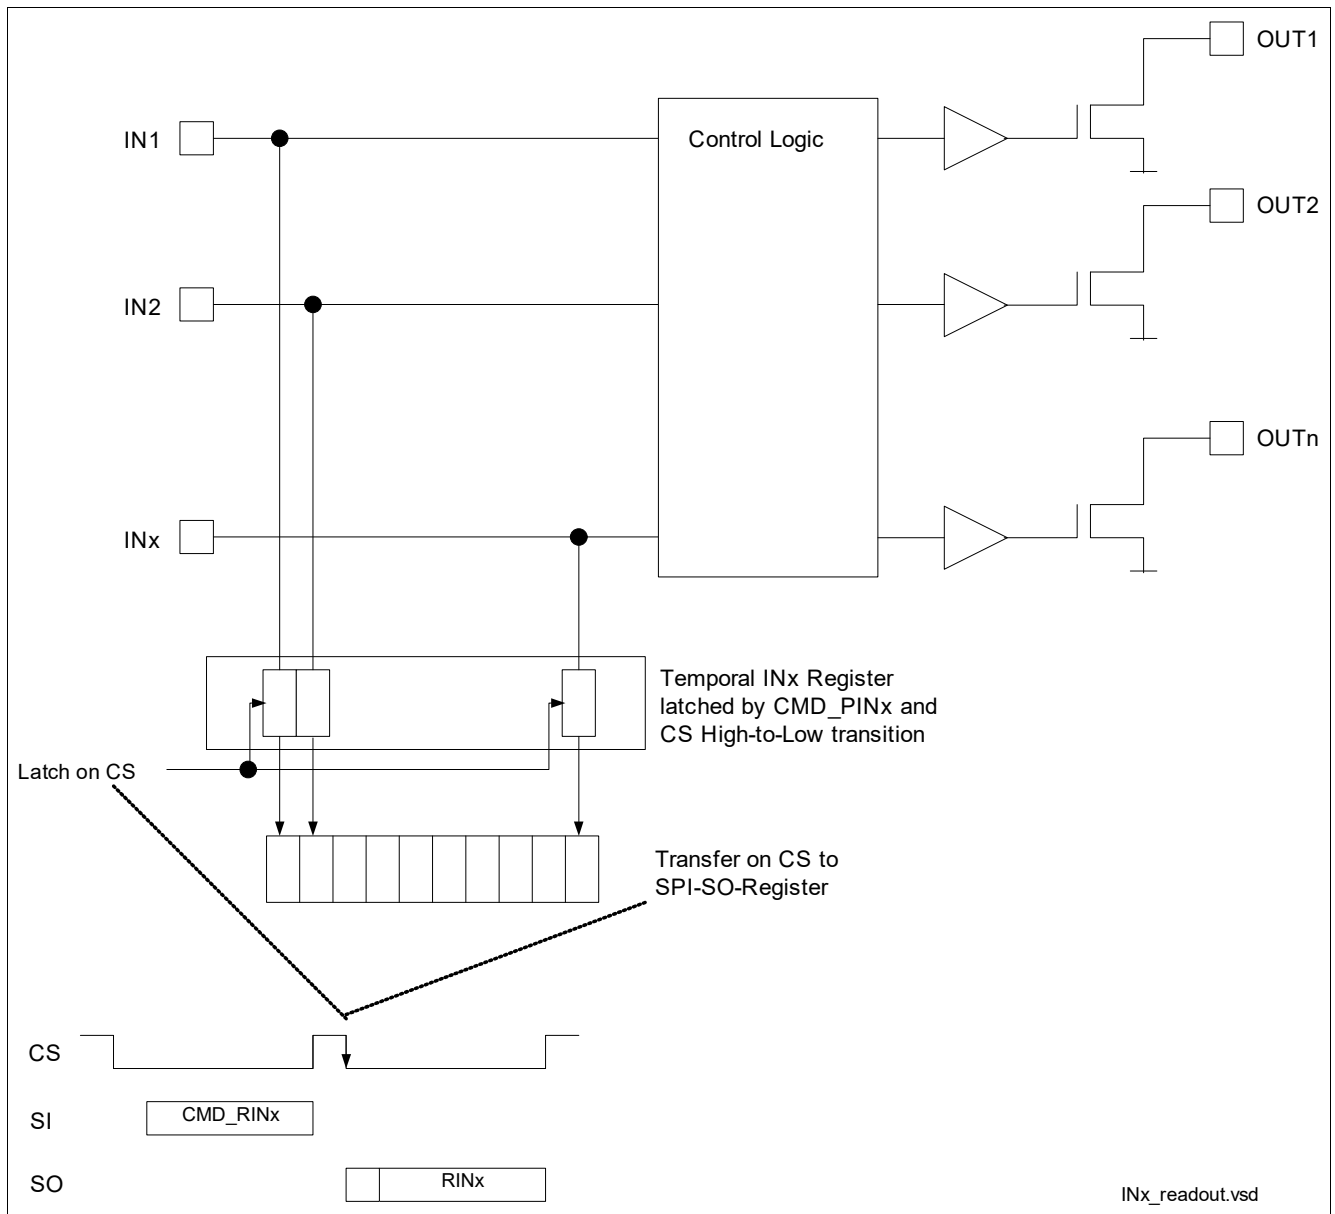 OUT1
IN1
Control Logic
OUT2
IN2
OUTn
INx
Temporal INx Register
latched by CMD_PINx and
CS High-to-Low transition
Latch on CS
Transfer on CS to
SPI-SO-Register
CS
SI
CMD_RINx
SO
RINx
INx_readout.vsd